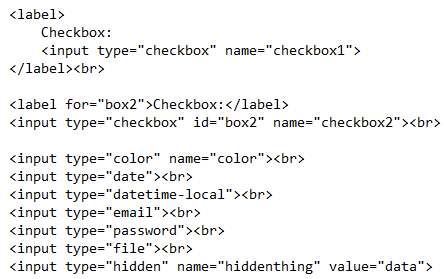 <label>
    Checkbox:
    <input type="checkbox" name="checkbox1">
</label><br>

<label for="box2">Checkbox:</label>
<input type="checkbox" id="box2" name="checkbox2"><br>

<input type="color" name="color"><br>
<input type="date"><br>
<input type="datetime-local"><br>
<input type="email"><br>
<input type="password"><br>
<input type="file"><br>
<input type="hidden" name="hiddenthing" value="data">